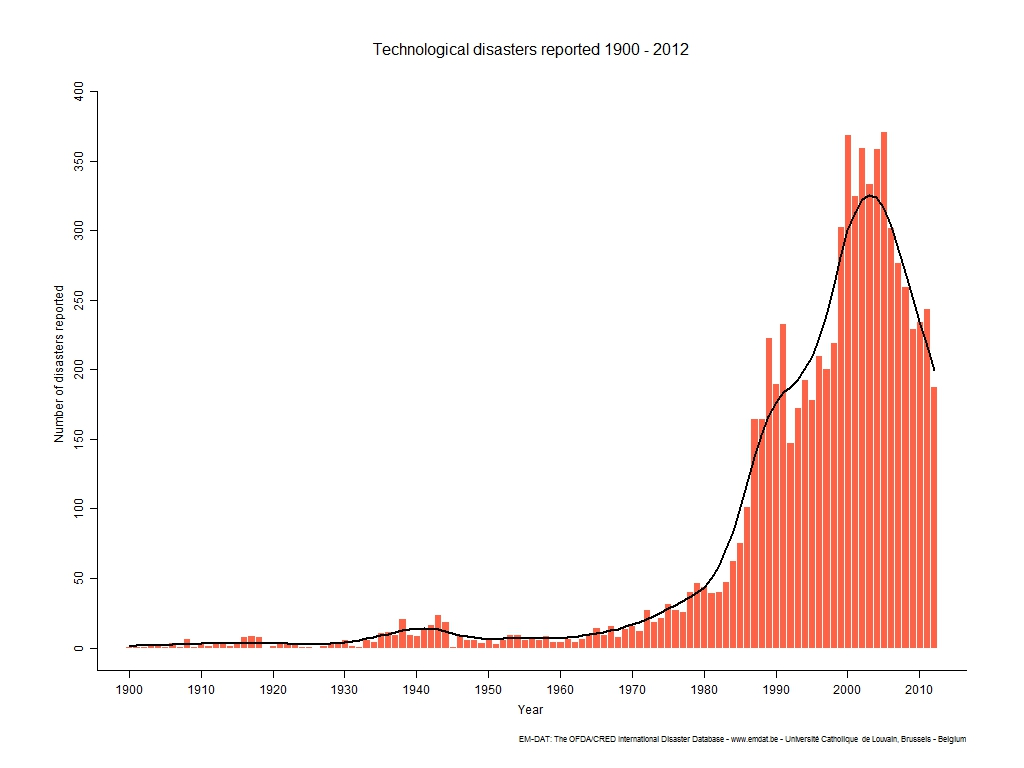 Technological disasters reported 1900 - 2012
400
350
300
250
200
150
100
50
0
Number of disasters reported
1900 1910 1920 1930 1940 1950 1960 1970 1980 1990 2000 2010
Year
EM-DAT: The OFDA/CRED International Disaster Database - www.emdat.be - Université Catholique de Louvain, Brussels - Belgium